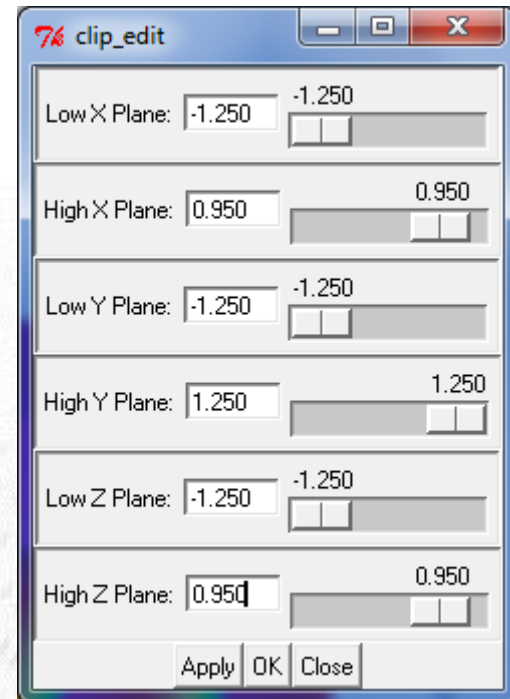 clip_edit
-1.250
Low X Plane: -1.250
0.950
High X Plane: 0.950
-1.250
Low Y Plane: -1.250
1.250
High Y Plane: 1.250
-1.250
Low Z Plane: -1.250
0.950
High Z Plane: 0.950
Apply OK Close